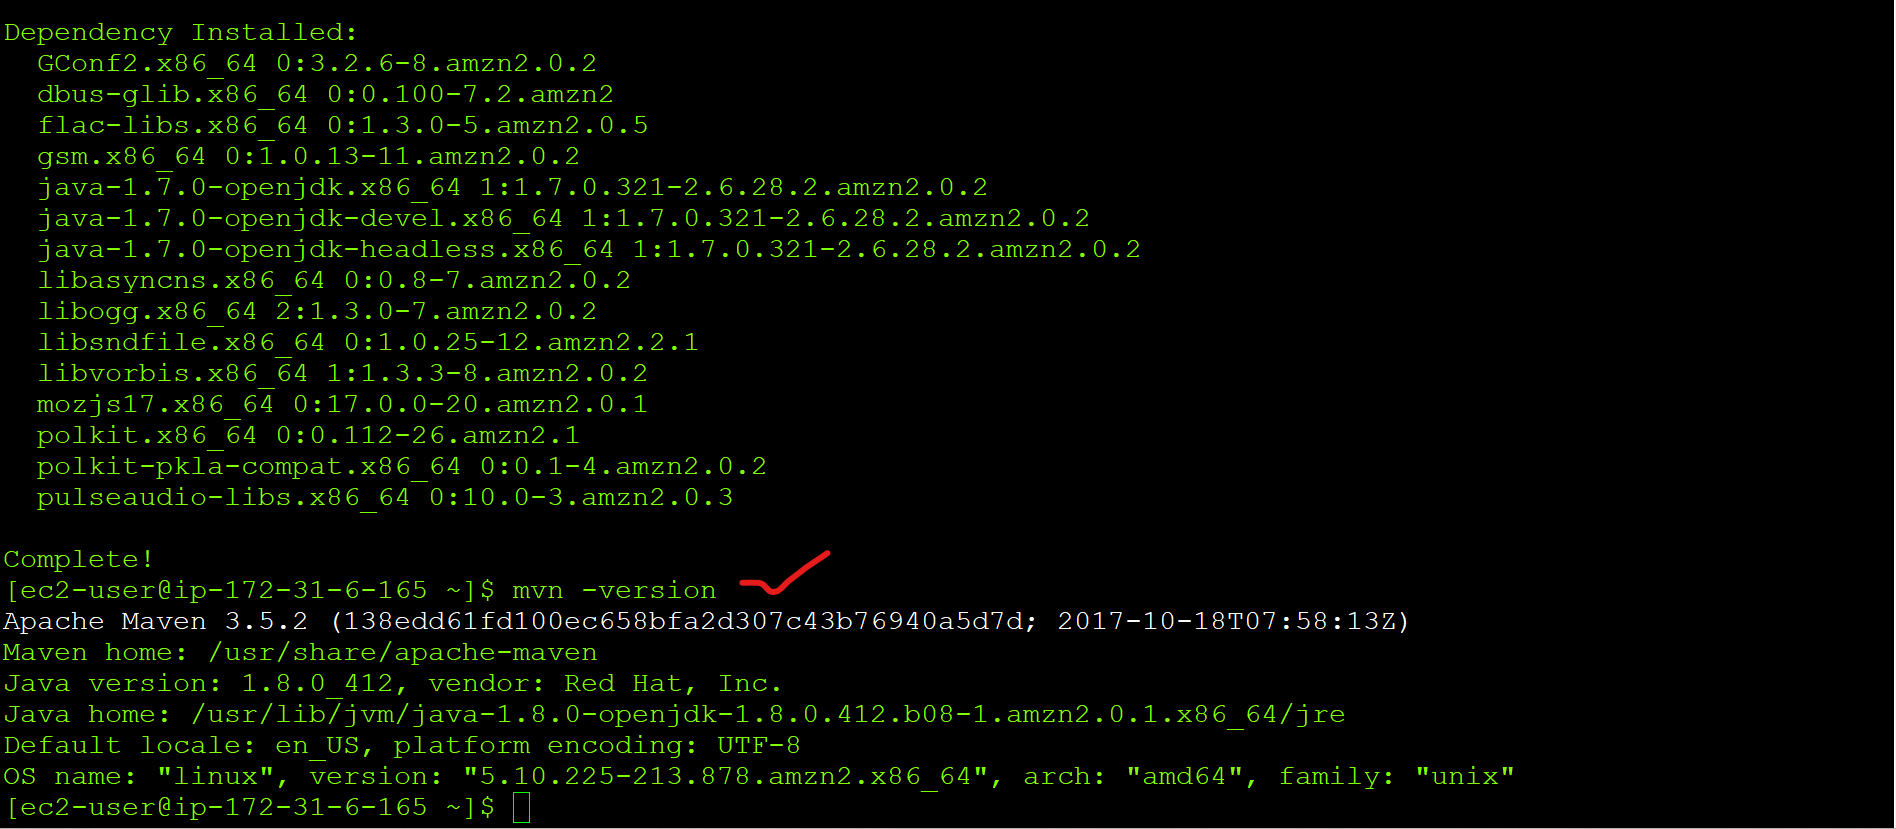 Dependency Installed:
  GConf2.x86_64 0:3.2.6-8.amzn2.0.2
  dbus-glib.x86_64 0:0.100-7.2.amzn2
  flac-libs.x86_64 0:1.3.0-5.amzn2.0.5
  gsm.x86_64 0:1.0.13-11.amzn2.0.2
  java-1.7.0-openjdk.x86_64 1:1.7.0.321-2.6.28.2.amzn2.0.2
  java-1.7.0-openjdk-devel.x86_64 1:1.7.0.321-2.6.28.2.amzn2.0.2
  java-1.7.0-openjdk-headless.x86_64 1:1.7.0.321-2.6.28.2.amzn2.0.2
  libasyncns.x86_64 0:0.8-7.amzn2.0.2
  libogg.x86_64 2:1.3.0-7.amzn2.0.2
  libsndfile.x86_64 0:1.0.25-12.amzn2.2.1
  libvorbis.x86_64 1:1.3.3-8.amzn2.0.2
  mozjs17.x86_64 0:17.0.0-20.amzn2.0.1
  polkit.x86_64 0:0.112-26.amzn2.1
  polkit-pkla-compat.x86_64 0:0.1-4.amzn2.0.2
  pulseaudio-libs.x86_64 0:10.0-3.amzn2.0.3

Complete!
[ec2-user@ip-172-31-6-165 ~]$ mvn -version
Apache Maven 3.5.2 (138edd61fd100ec658bfa2d307c43b76940a5d7d; 2017-10-18T07:58:13Z)
Maven home: /usr/share/apache-maven
Java version: 1.8.0_412, vendor: Red Hat, Inc.
Java home: /usr/lib/jvm/java-1.8.0-openjdk-1.8.0.412.b08-1.amzn2.0.1.x86_64/jre
Default locale: en_US, platform encoding: UTF-8
OS name: "linux", version: "5.10.225-213.878.amzn2.x86_64", arch: "amd64", family: "unix"
[ec2-user@ip-172-31-6-165 ~]$